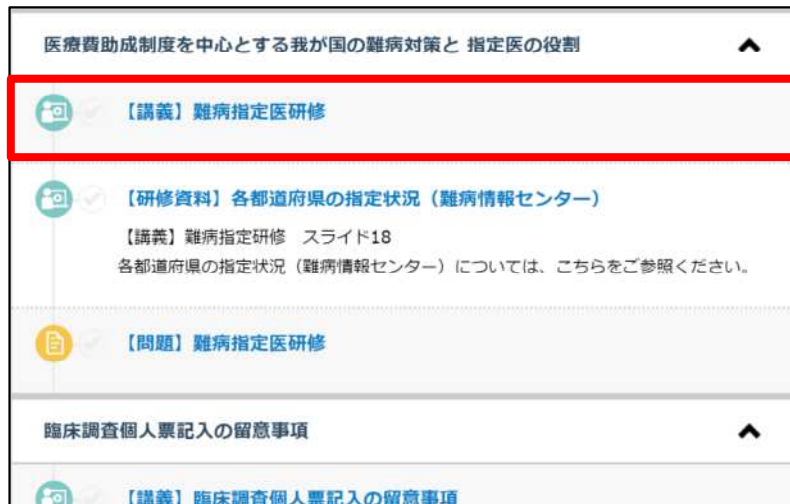 医療費助成制度を中心とする我が国の難病対策と 指定医の役割
【講義】難病指定医研修
【研修資料】各都道府県の指定状況（難病情報センター）
【講義】難病指定研修　スライド18
各都道府県の指定状況（難病情報センター）については、こちらをご参照ください。
【問題】難病指定医研修
臨床調査個人票記入の留意事項
【講義】臨床調査個人票記入の留意事項